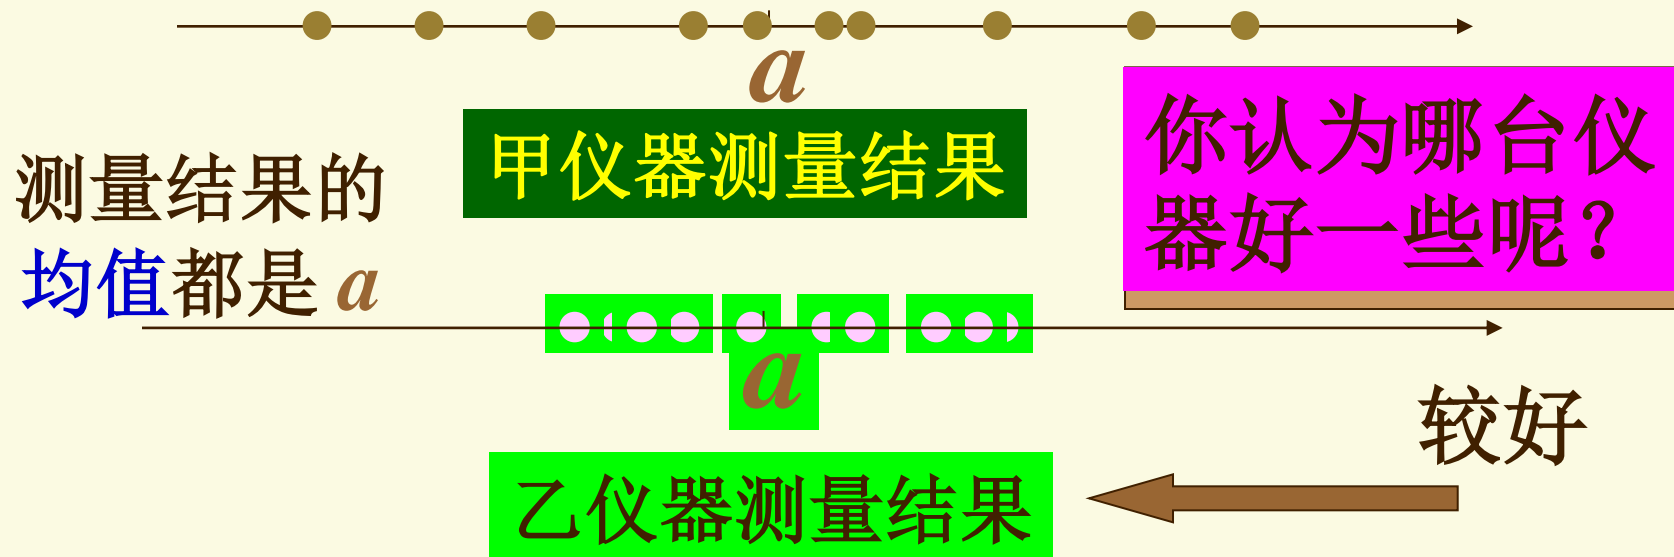 a
甲仪器测量结果
你认为哪台仪
器好一些呢？
测量结果的
均值都是 a
a
较好
乙仪器测量结果